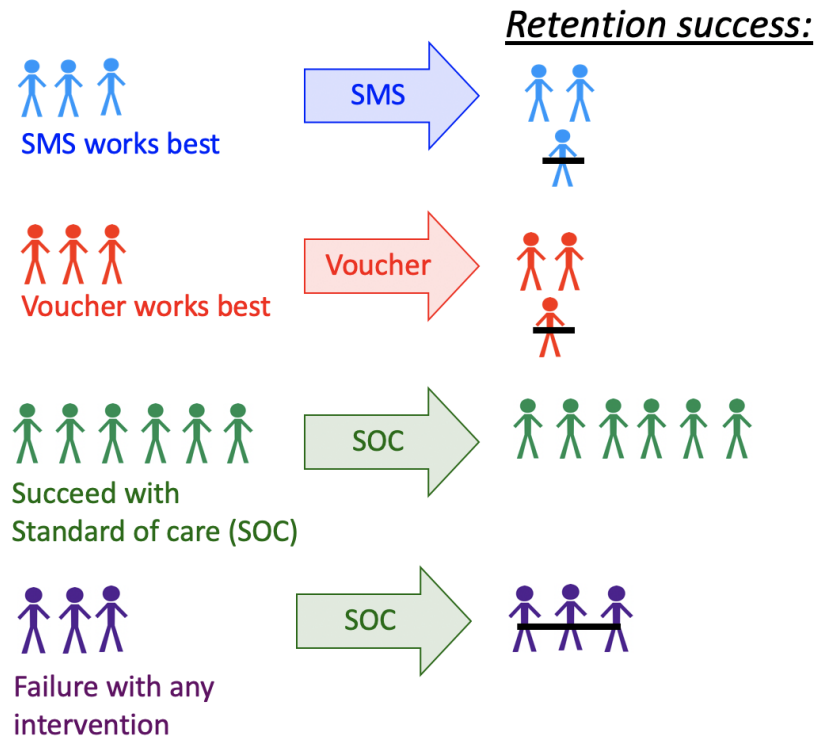 Retention success:
SMS
SMS works best
Voucher
Voucher works best
SOC
Succeed with
Standard of care (SOC)
SOC
Failure with any
intervention